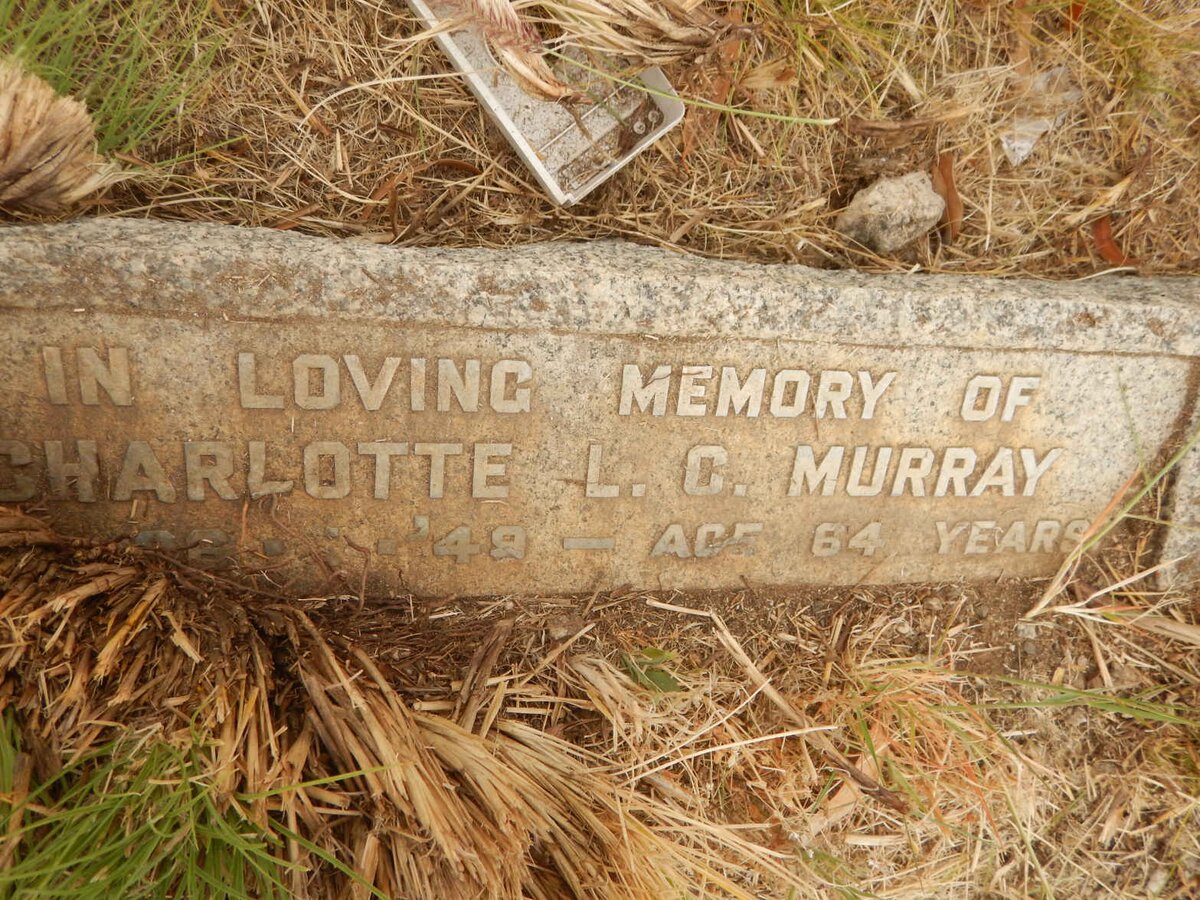 IN LOVING MEMORY OF
CHARLOTTE L. C. MURRAY
'49 — AGE 64 YEARS